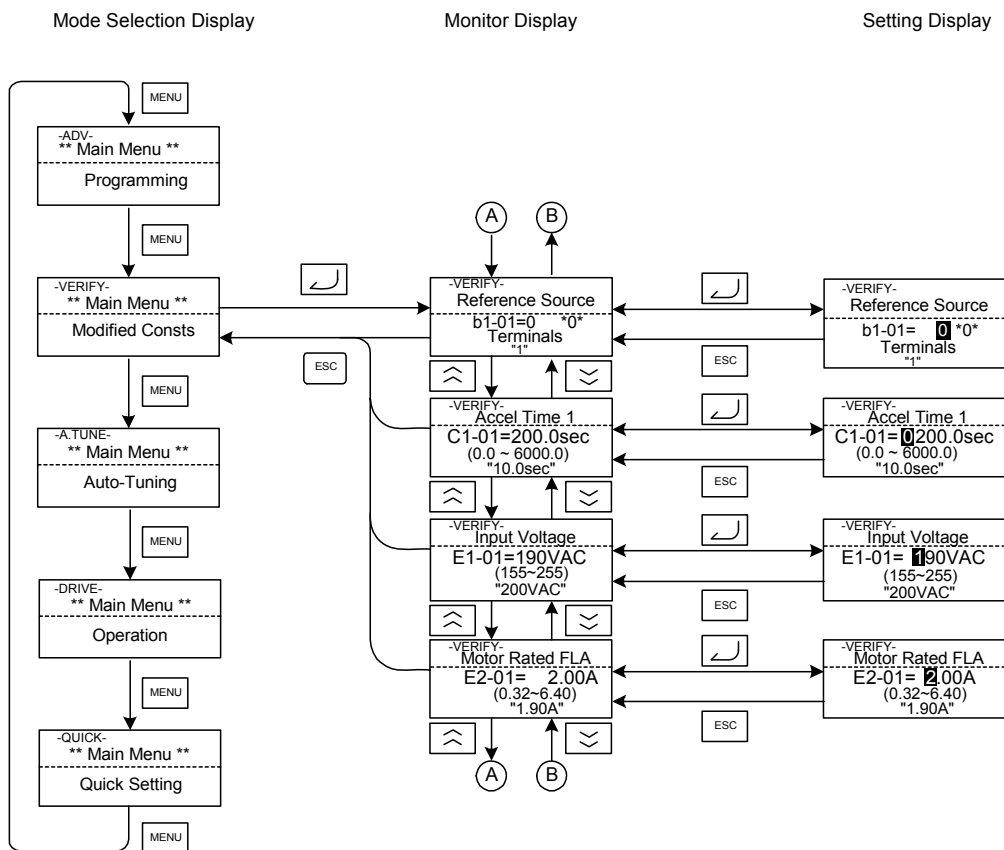 Mode Selection Display
Monitor Display
Setting Display
MENU
-ADV-
** Main Menu **
Programming
MENU
-VERIFY-
** Main Menu **
Modified Consts
MENU
-A.TUNE-
** Main Menu **
Auto-Tuning
MENU
-DRIVE-
** Main Menu **
Operation
MENU
-QUICK-
** Main Menu **
Quick Setting
MENU
ESC
A
B
-VERIFY-
Reference Source
b1-01=0 *0*
Terminals
"1"
-VERIFY-
Accel Time 1
C1-01=200.0sec
(0.0 ~ 6000.0)
"10.0sec"
-VERIFY-
Input Voltage
E1-01=190VAC
(155~255)
"200VAC"
-VERIFY-
Motor Rated FLA
E2-01= 2.00A
(0.32~6.40)
"1.90A"
A
B
ESC
ESC
ESC
ESC
-VERIFY-
Reference Source
b1-01= 0 *0*
Terminals
"1"
-VERIFY-
Accel Time 1
C1-01=0200.0sec
(0.0 ~ 6000.0)
"10.0sec"
-VERIFY-
Input Voltage
E1-01= 190VAC
(155~255)
"200VAC"
-VERIFY-
Motor Rated FLA
E2-01= 2.00A
(0.32~6.40)
"1.90A"